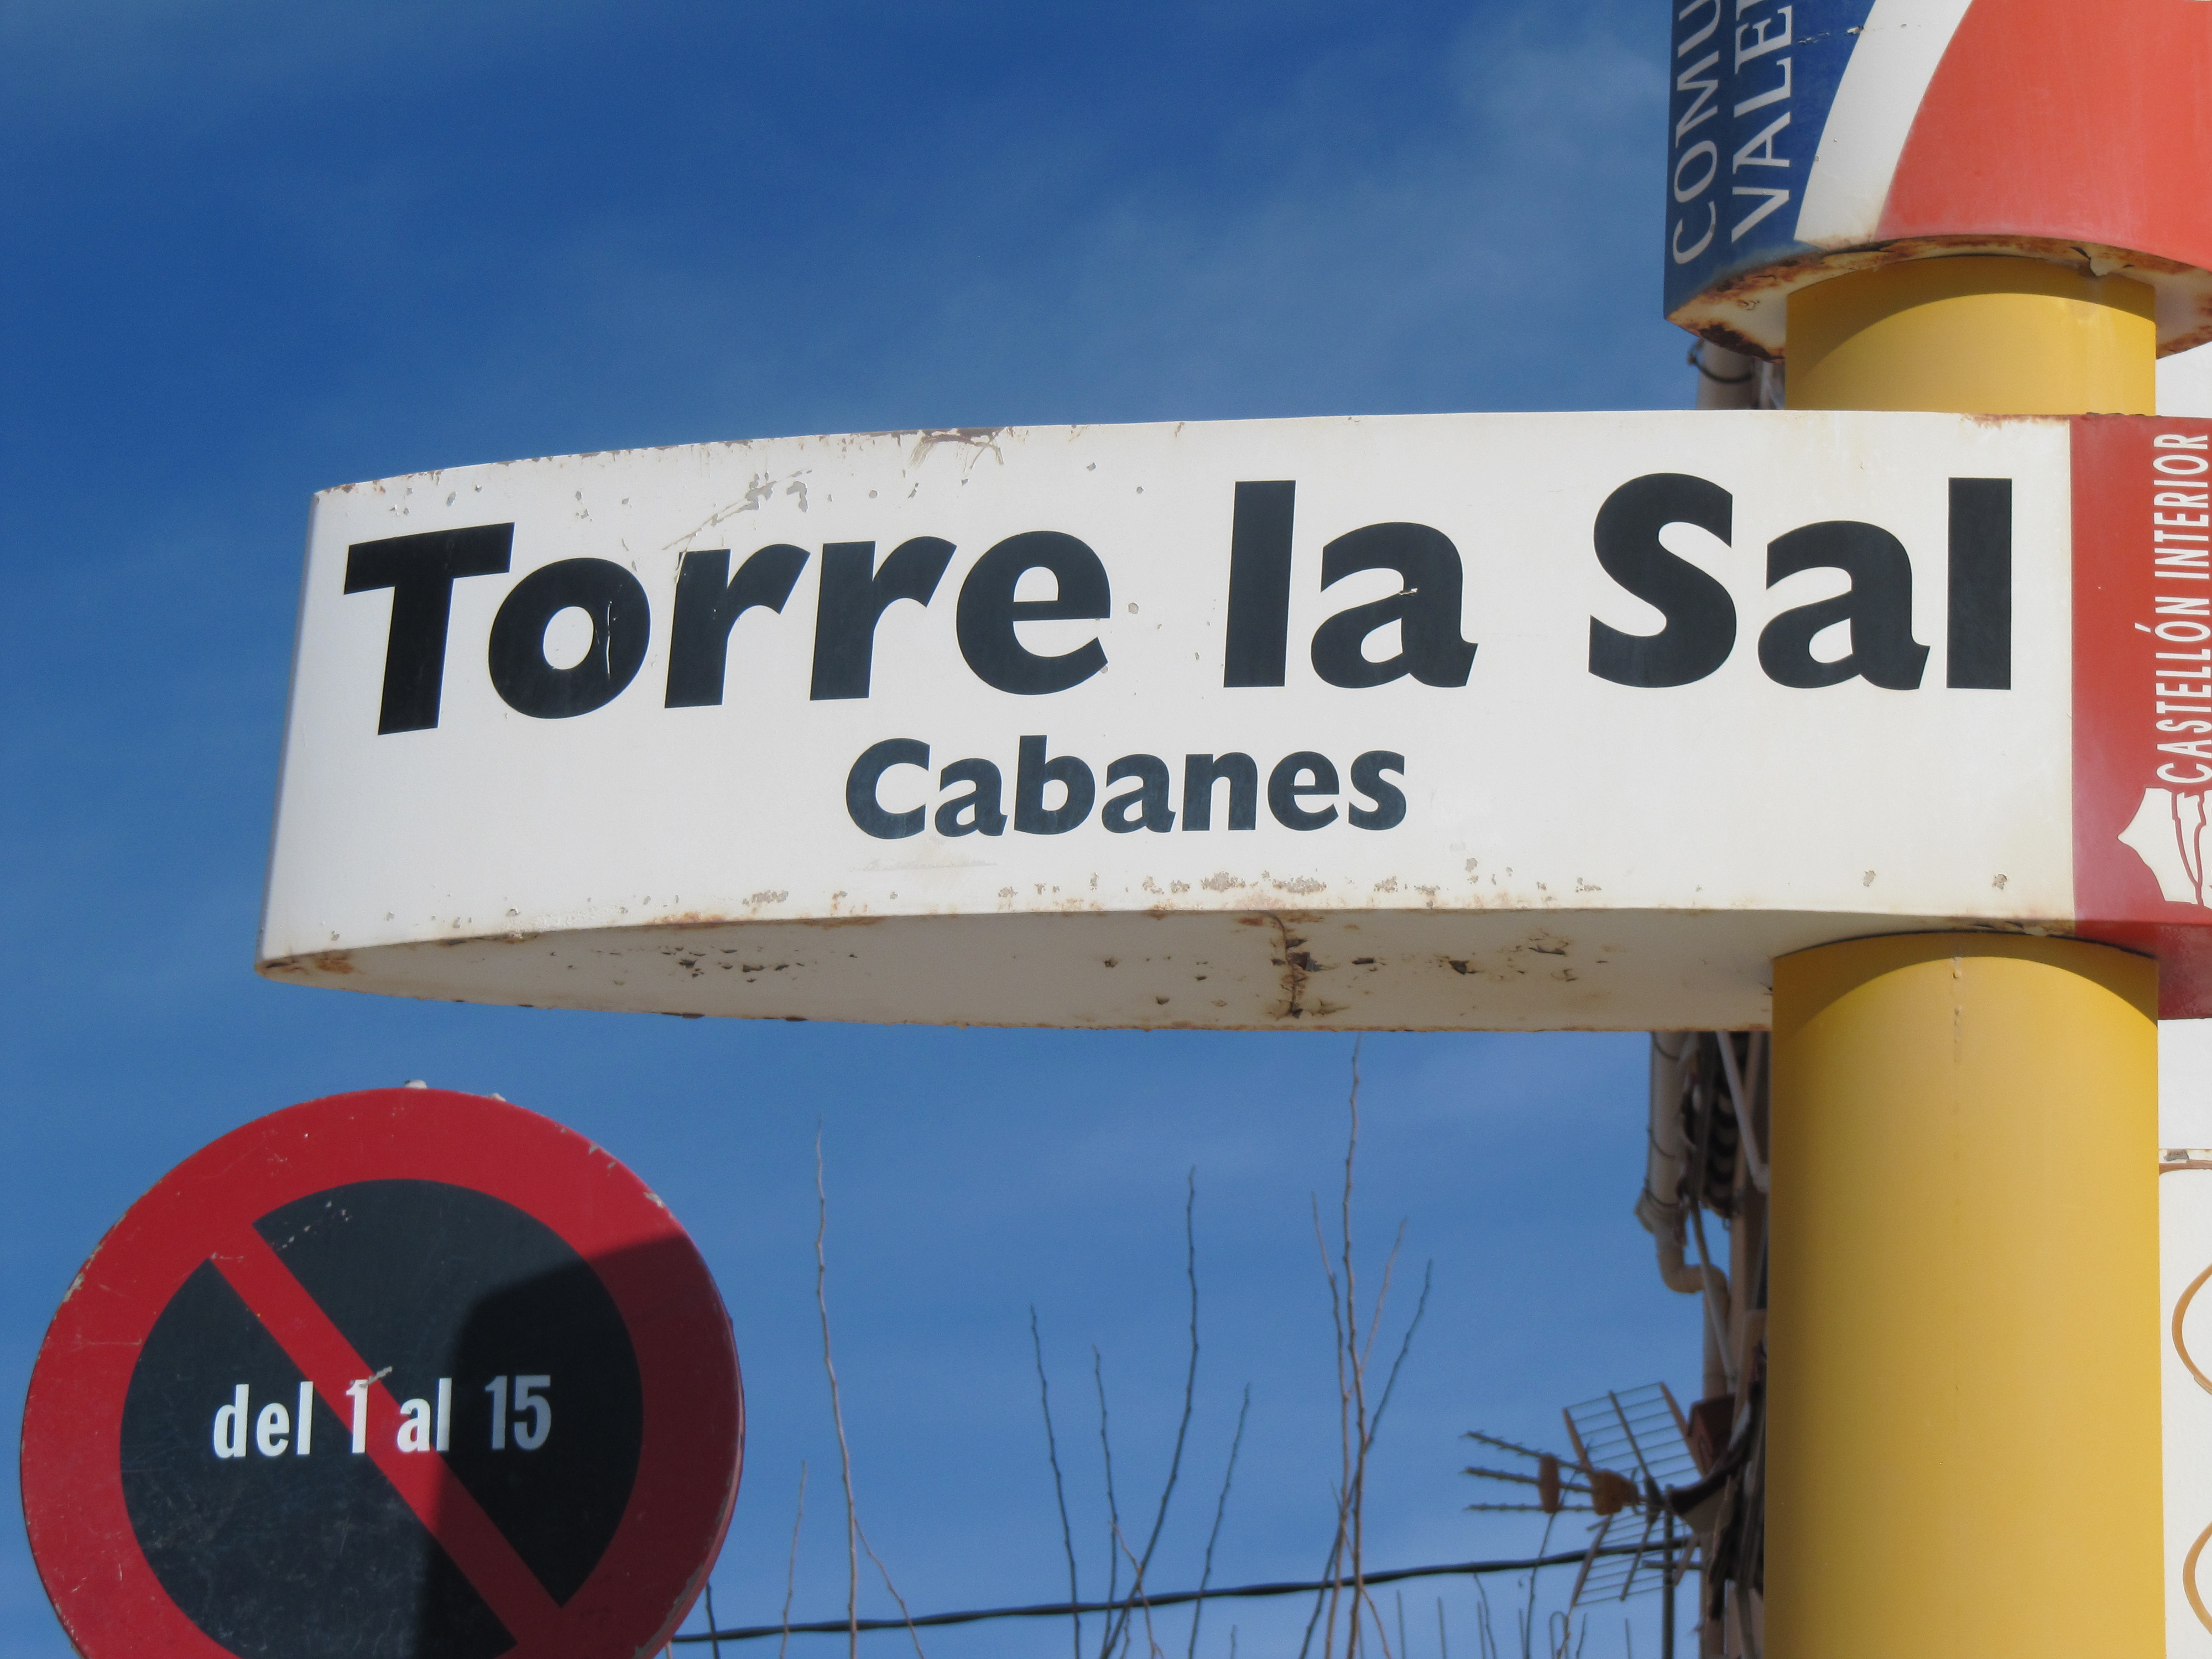 COMU
VALE
Torre la Sal
Cabanes
CASTELLÓN INTERIOR
del 1 al 15